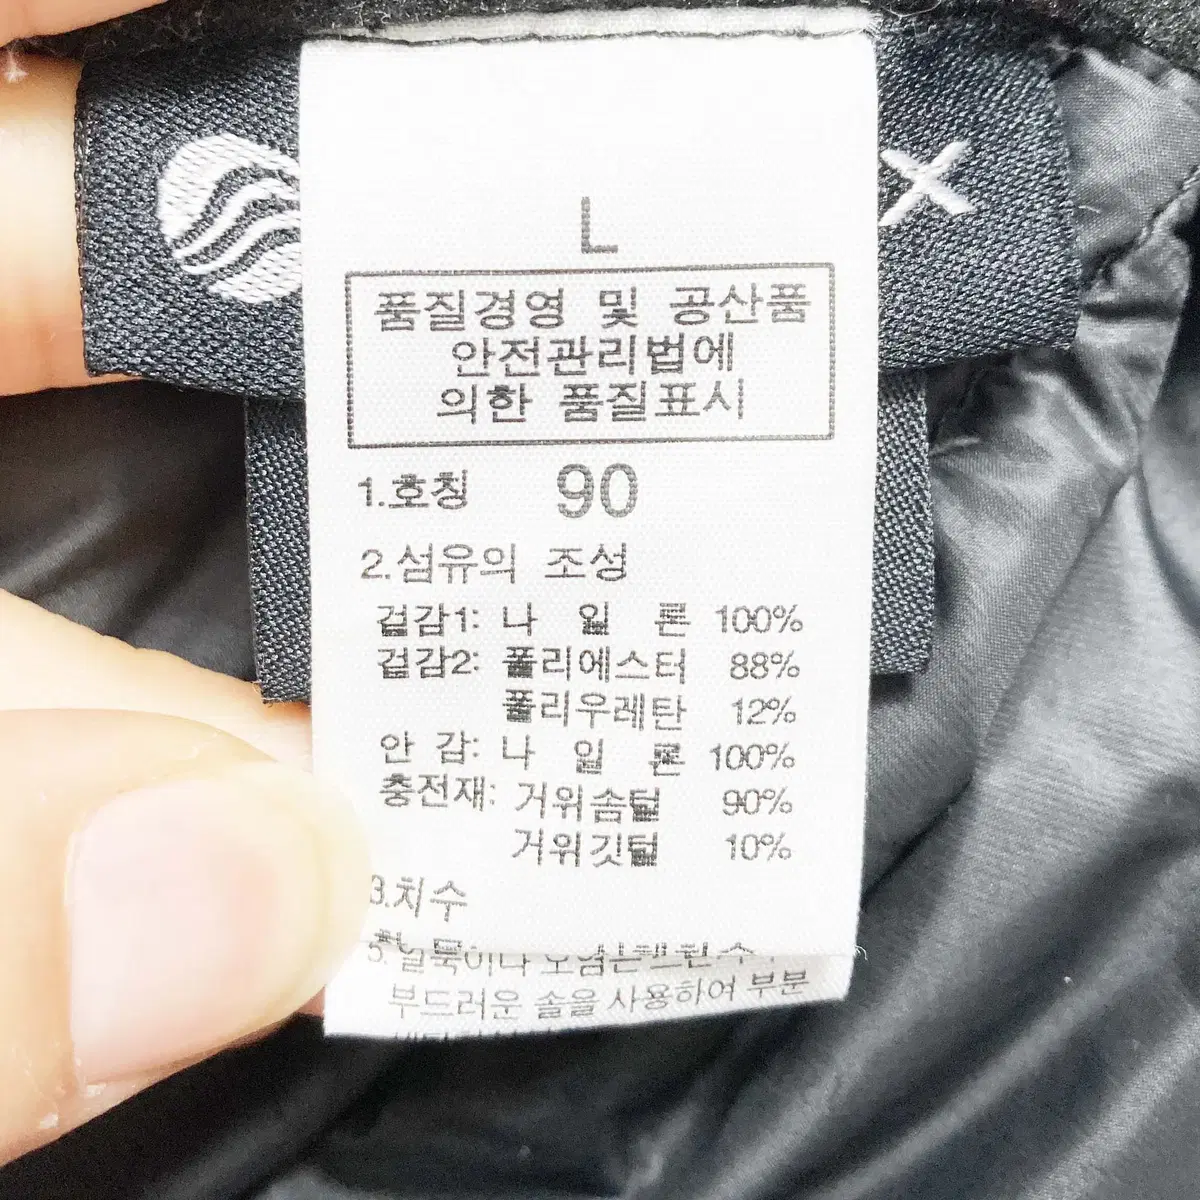 X
L
품질경영 및 공산품
안전관리법에
의한 품질표시
1.호칭 90
2.섬유의 조성
겉감1: 나 일 론 100%
겉감2: 폴리에스터 88%
폴리우레탄 12%
안 감: 나 일 론 100%
충전재: 거위솜털 90%
거위깃털 10%
3.치수
부드러운 솔을 사용하여 부분